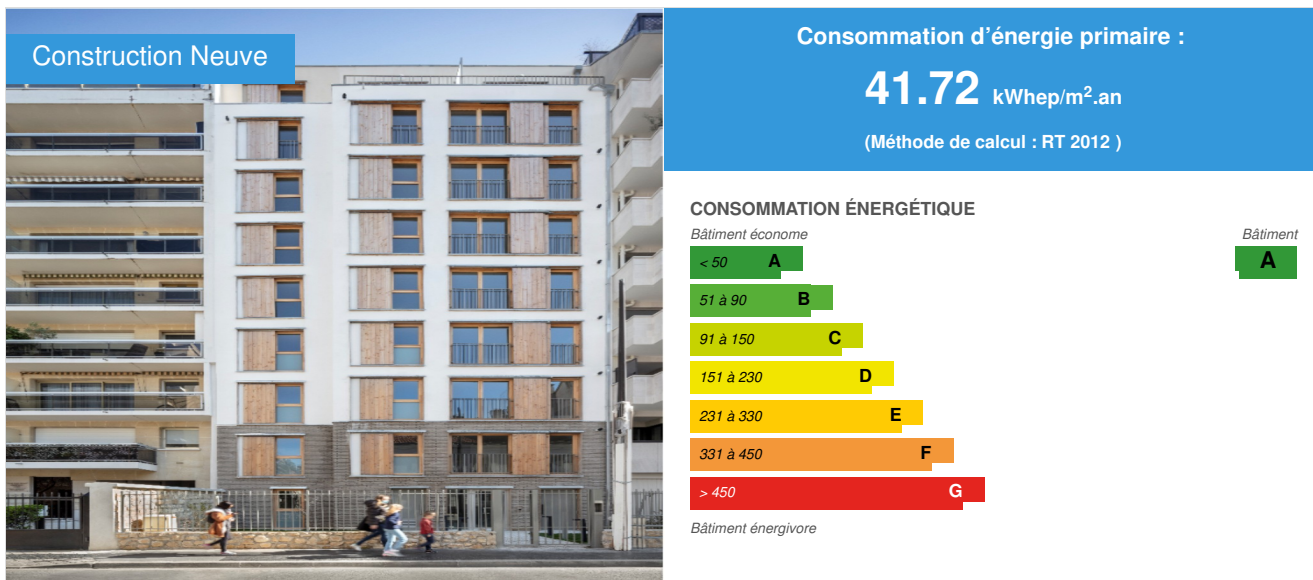 Construction Neuve
Consommation d'énergie primaire :
41.72 kWhep/m².an
(Méthode de calcul : RT 2012 )
CONSOMMATION ÉNERGÉTIQUE
Bâtiment économe
Bâtiment
< 50 A
A
51 à 90 B
91 à 150 C
151 à 230 D
231 à 330 E
331 à 450 F
> 450 G
Bâtiment énergivore